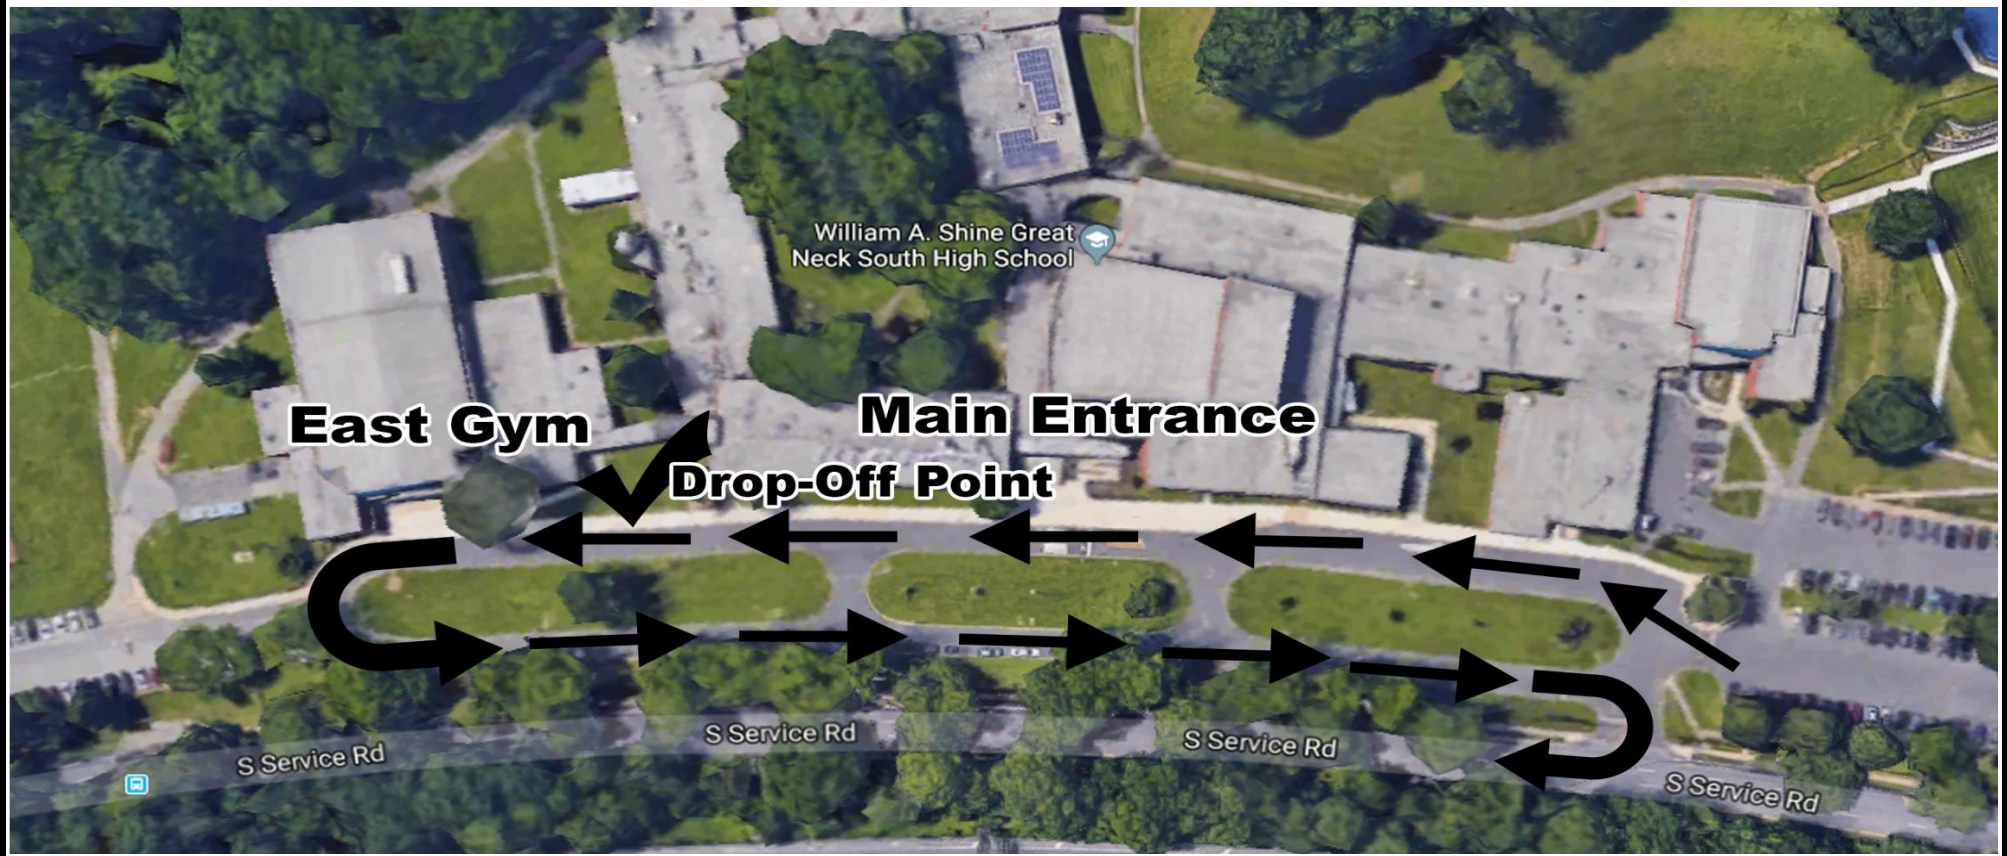 William A. Shine Great
Neck South High School
East Gym
Main Entrance
Drop-Off Point
S Service Rd
S Service Rd
S Service Rd
S Service Rd